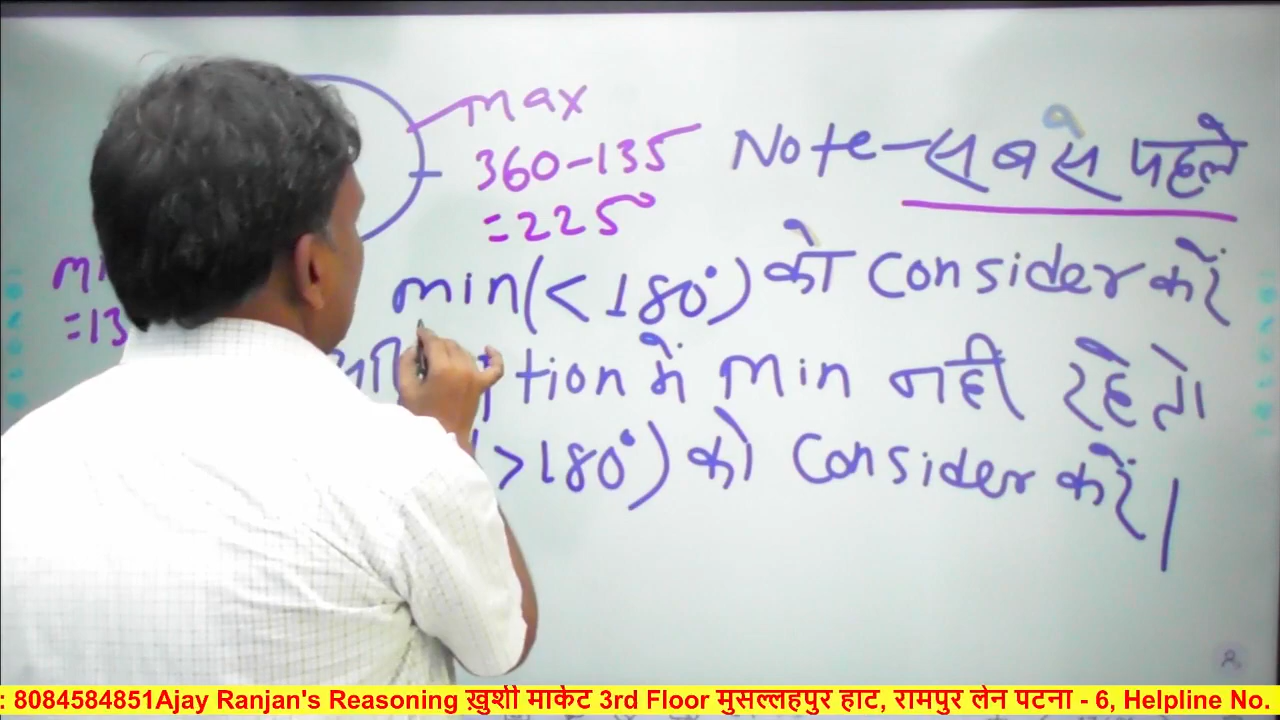 max
360-135
=225°
Note-सबसे पहले
min(<180°) को Consider करें
tion में min नहीं रहे तो
>180°) को Consider करें|
=13
: 8084584851Ajay Ranjan's Reasoning ख़ुशी मार्केट 3rd Floor मुसल्लहपुर हाट, रामपुर लेन पटना - 6, Helpline No.